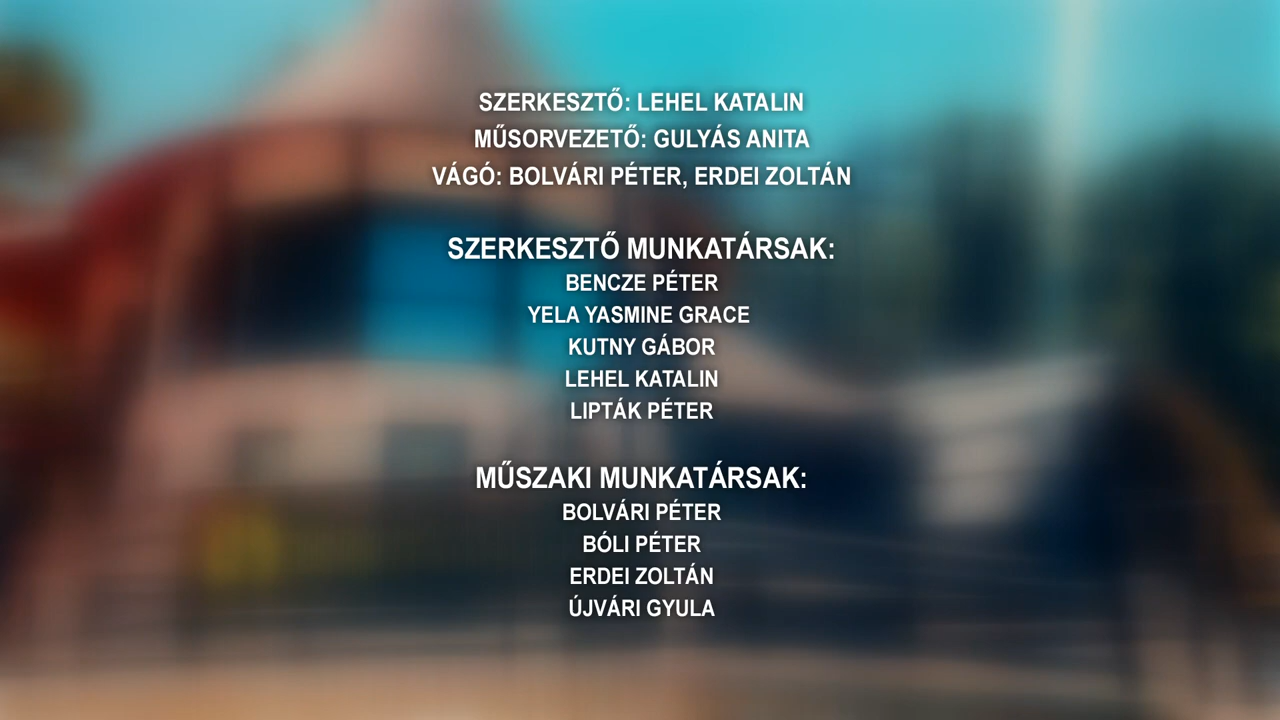 SZERKESZTŐ: LEHEL KATALIN
MŰSORVEZETŐ: GULYÁS ANITA
VÁGÓ: BOLVÁRI PÉTER, ERDEI ZOLTÁN
SZERKESZTŐ MUNKATÁRSAK:
BENCZE PÉTER
YELA YASMINE GRACE
KUTNY GÁBOR
LEHEL KATALIN
LIPTÁK PÉTER
MŰSZAKI MUNKATÁRSAK:
BOLVÁRI PÉTER
BÓLI PÉTER
ERDEI ZOLTÁN
ÚJVÁRI GYULA